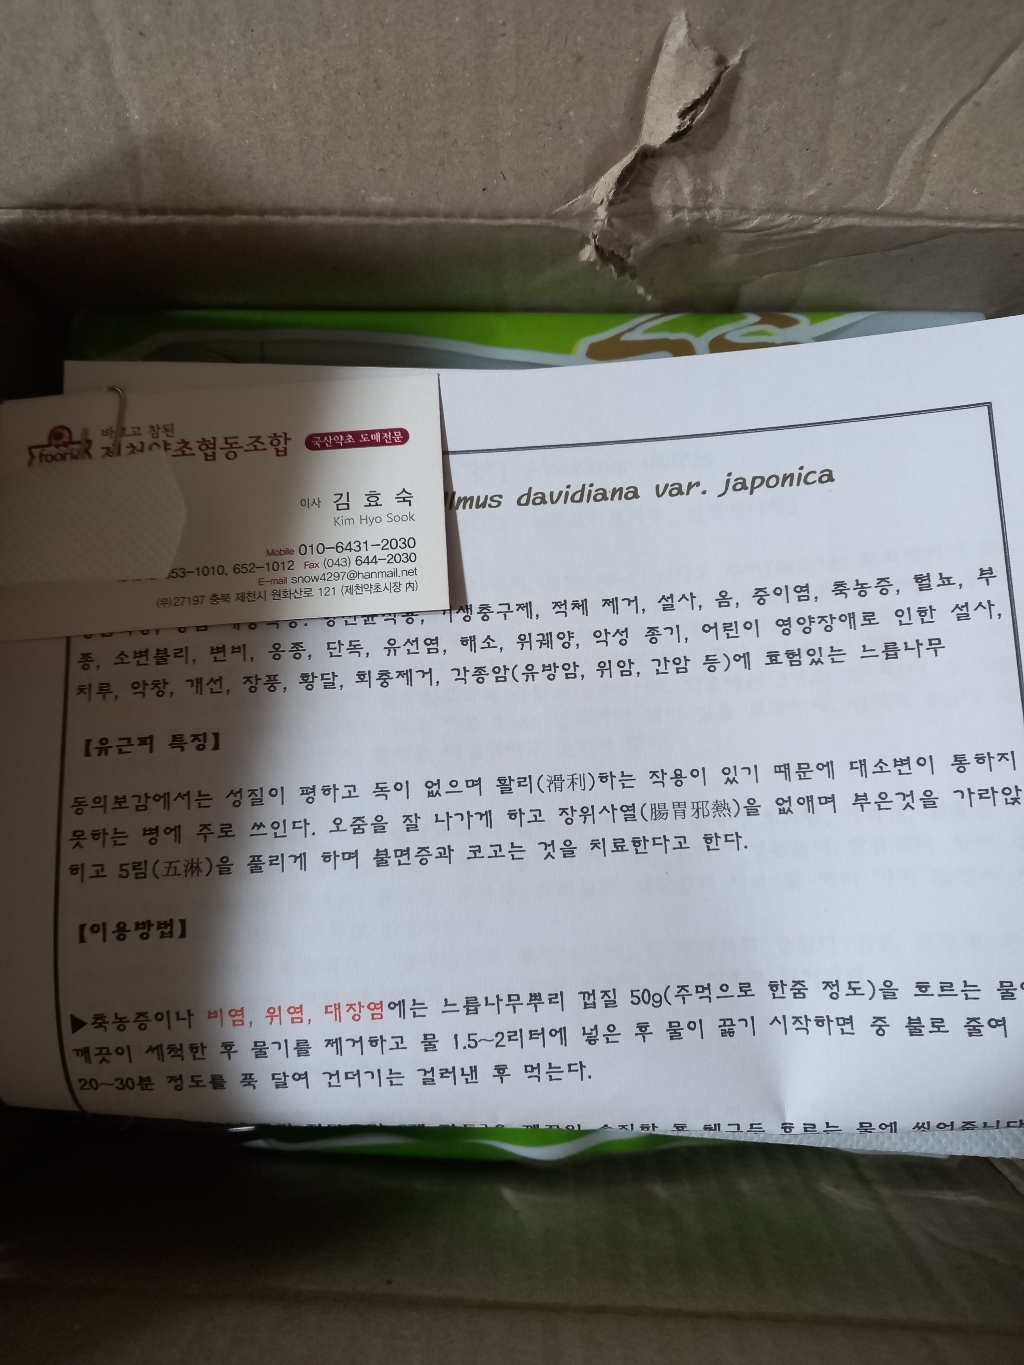 바르고 참된
제천약초협동조합 국산약초 도매전문
이사 김 효 숙
Kim Hyo Sook
Mobile 010-6431-2030
653-1010, 652-1012 Fax (043) 644-2030
E-mail snow4297@hanmail.net
(우)27197 충북 제천시 원화산로 121 (제천약초시장 內)
lmus davidiana var. japonica
기생충구제, 적체 제거, 설사, 옴, 중이염, 축농증, 혈뇨, 부
종, 소변불리, 변비, 옹종, 단독, 유선염, 해소, 위궤양, 악성 종기, 어린이 영양장애로 인한 설사,
치루, 악창, 개선, 장풍, 황달, 회충제거, 각종암(유방암, 위암, 간암 등)에 효험있는 느릅나무
【유근피 특징】
동의보감에서는 성질이 평하고 독이 없으며 활리(滑利)하는 작용이 있기 때문에 대소변이 통하지
못하는 병에 주로 쓰인다. 오줌을 잘 나가게 하고 장위사열(腸胃邪熱)을 없애며 부은것을 가라앉
히고 5림(五淋)을 풀리게 하며 불면증과 코고는 것을 치료한다고 한다.
【이용방법】
▶축농증이나 비염, 위염, 대장염에는 느릅나무뿌리 껍질 50g(주먹으로 한줌 정도)을 흐르는 물에
깨끗이 세척한 후 물기를 제거하고 물 1.5~2리터에 넣은 후 물이 끓기 시작하면 중 불로 줄여
20~30분 정도를 푹 달여 건더기는 걸러낸 후 먹는다.
흐르는 물에 씻어줍니다